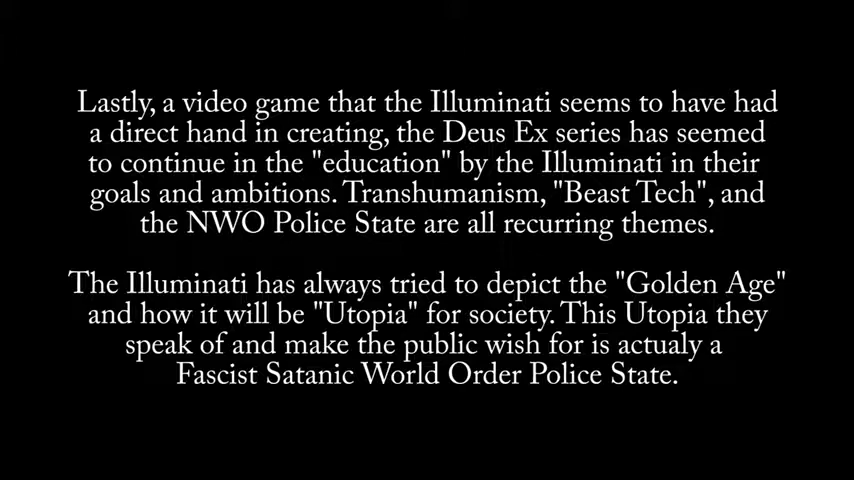 Lastly, a video game that the Illuminati seems to have had
a direct hand in creating, the Deus Ex series has seemed
to continue in the "education" by the Illuminati in their
goals and ambitions. Transhumanism, "Beast Tech", and
the NWO Police State are all recurring themes.
The Illuminati has always tried to depict the "Golden Age"
and how it will be "Utopia" for society. This Utopia they
speak of and make the public wish for is actualy a
Fascist Satanic World Order Police State.